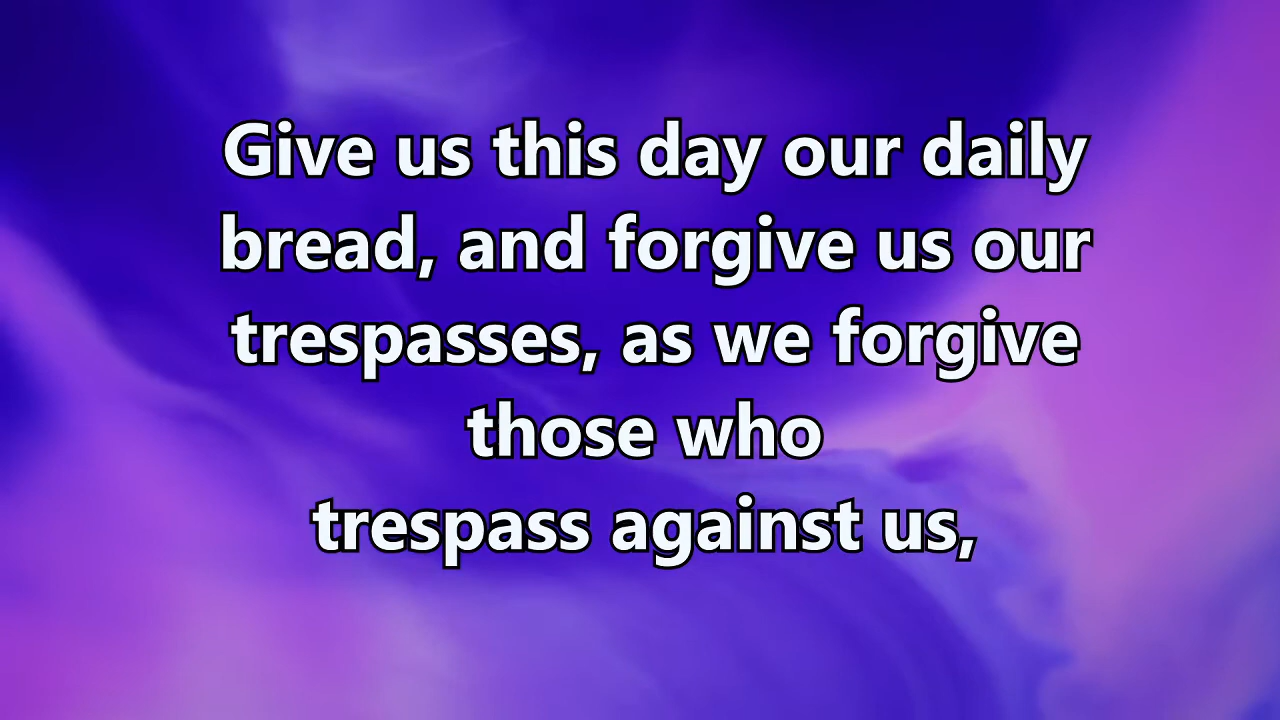 Give us this day our daily
bread, and forgive us our
trespasses, as we forgive
those who
trespass against us,